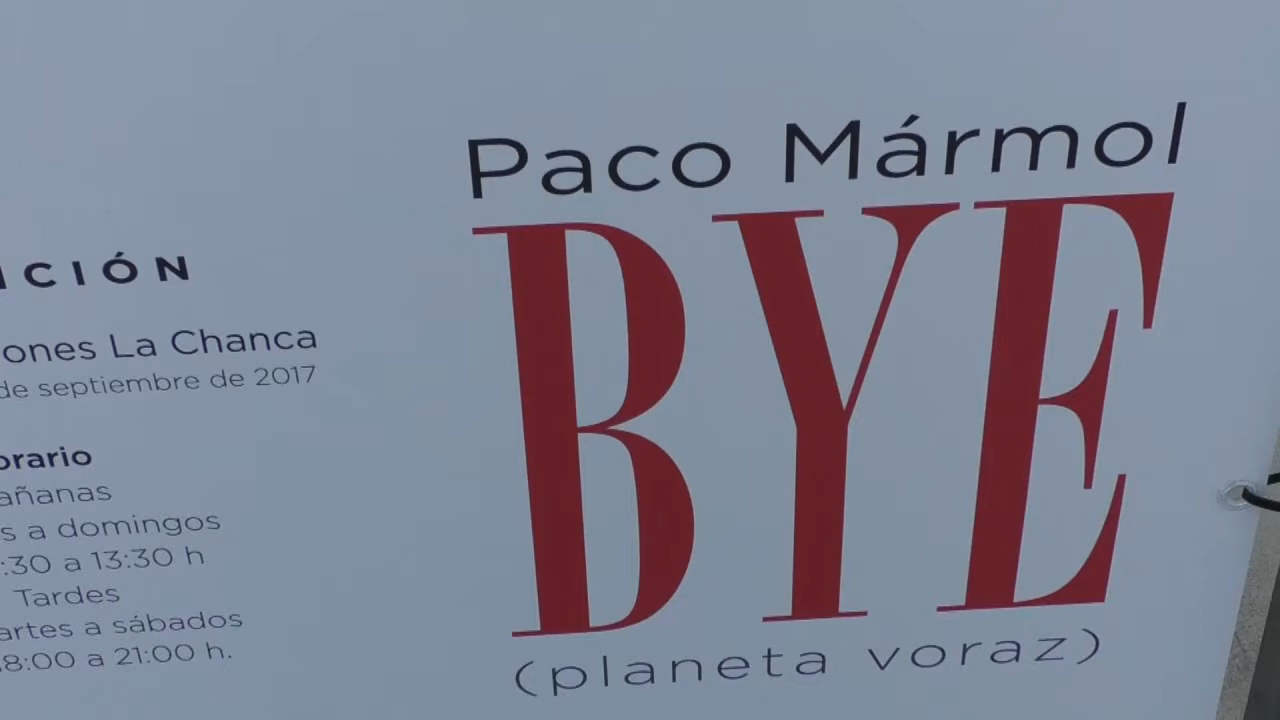 ICIÓN
ones La Chanca
de septiembre de 2017
orario
añanas
s a domingos
:30 a 13:30 h
Tardes
artes a sábados
18:00 a 21:00 h.
Paco Mármol
BYE
(planeta voraz)